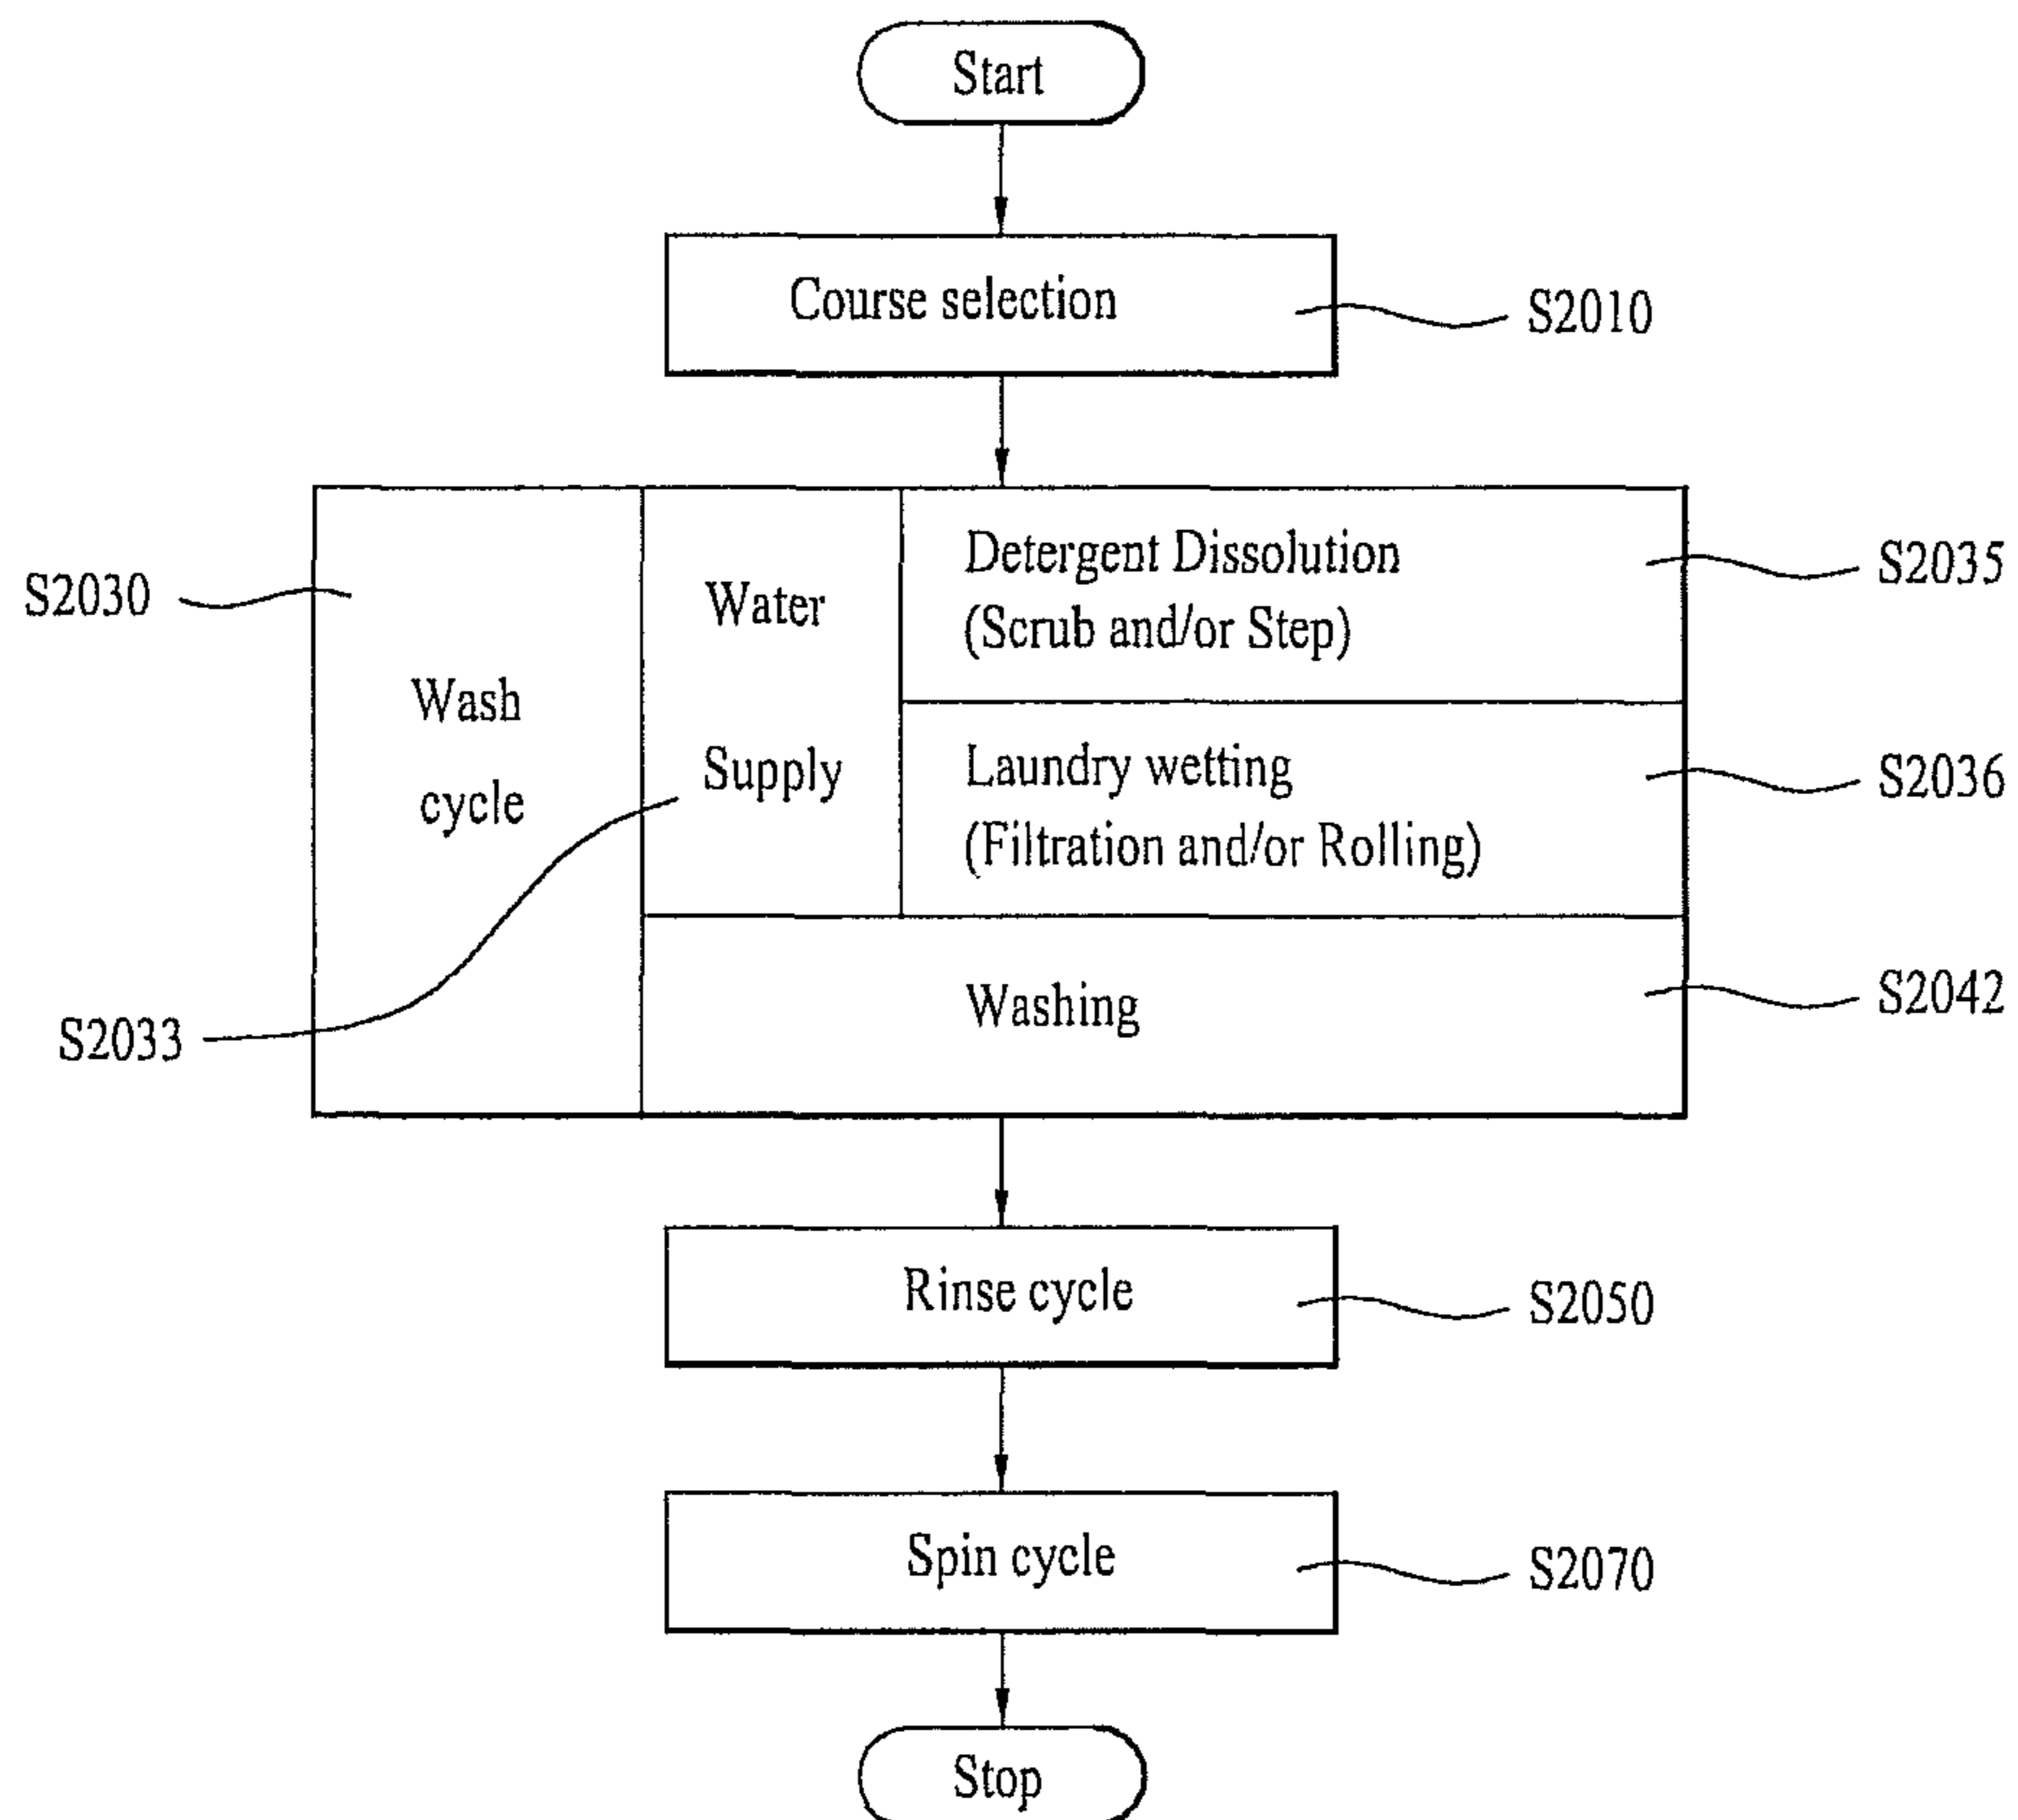 Start
Course selection
S2010
S2030
Wash
cycle
Water
Supply
S2033
Detergent Dissolution
(Scrub and/or Step)
S2035
Laundry wetting
(Filtration and/or Rolling)
S2036
Washing
S2042
Rinse cycle
S2050
Spin cycle
S2070
Stop